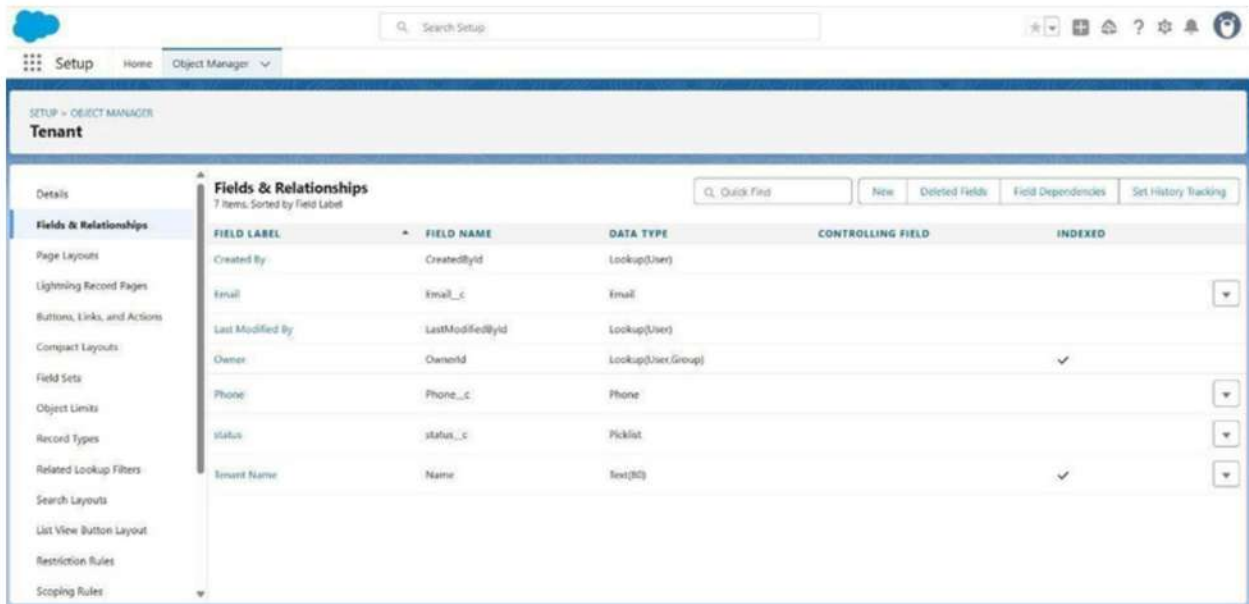 Search Setup
Setup Home Object Manager
SETUP > OBJECT MANAGER
Tenant
Details
Fields & Relationships
Page Layouts
Lightning Record Pages
Buttons, Links, and Actions
Compact Layouts
Field Sets
Object Limits
Record Types
Related Lookup Filters
Search Layouts
List View Button Layout
Restriction Rules
Scoping Rules
Fields & Relationships
7 Items, Sorted by Field Label
Quick Find New Deleted Fields Field Dependencies Set History Tracking
FIELD LABEL FIELD NAME DATA TYPE CONTROLLING FIELD INDEXED
Created By CreatedById Lookup(User)
Email Email__c Email
Last Modified By LastModifiedById Lookup(User)
Owner OwnerId Lookup(User,Group)
Phone Phone__c Phone
status status__c Picklist
Tenant Name Name Text(80)